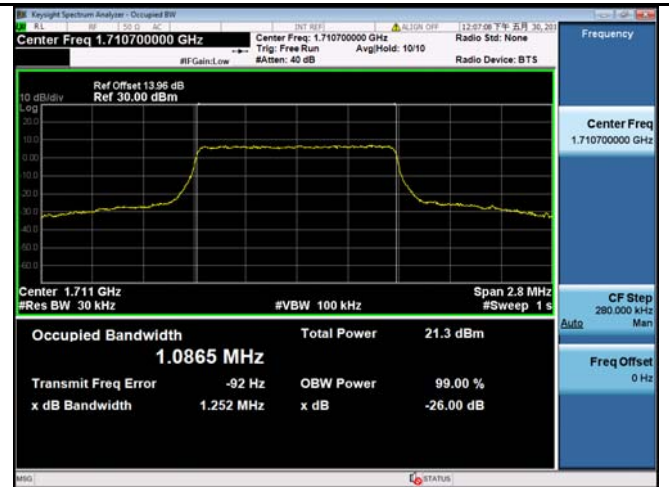 Keysight Spectrum Analyzer - Occupied BW
RL RF 50 Ω AC INT REF ALIGN OFF 12:07:08 下午 五月 30, 201
Center Freq 1.710700000 GHz
Center Freq: 1.710700000 GHz
Trig: Free Run Avg|Hold: 10/10
#IFGain:Low #Atten: 40 dB
Radio Std: None
Radio Device: BTS
Frequency
Ref Offset 13.96 dB
10 dB/div Ref 30.00 dBm
Log
20.0
10.0
0.00
10.0
20.0
30.0
40.0
50.0
60.0
Center 1.711 GHz Span 2.8 MHz
#Res BW 30 kHz #VBW 100 kHz #Sweep 1 s
Center Freq
1.710700000 GHz
CF Step
280.000 kHz
Auto Man
Freq Offset
0 Hz
Occupied Bandwidth Total Power 21.3 dBm
1.0865 MHz
Transmit Freq Error -92 Hz OBW Power 99.00 %
x dB Bandwidth 1.252 MHz x dB -26.00 dB
MSG STATUS